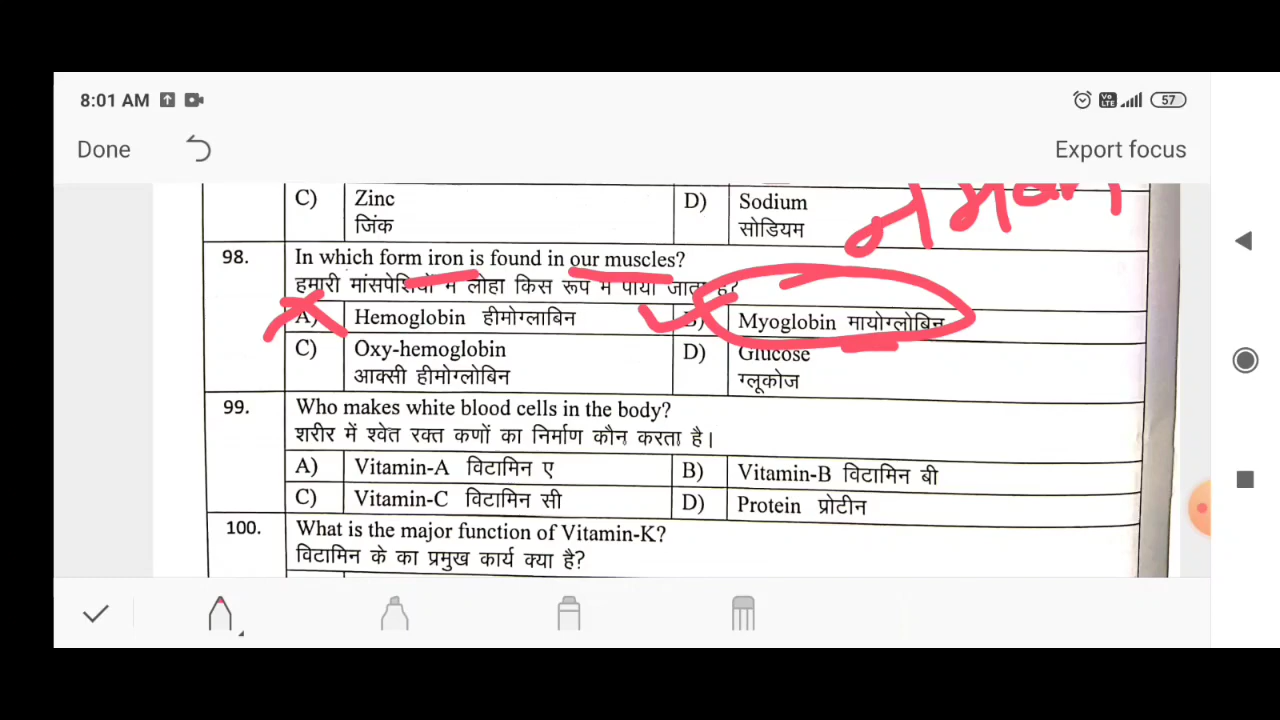 8:01 AM
Vo LTE
57
Done
Export focus
C) Zinc D) Sodium
जिंक सोडियम
98. In which form iron is found in our muscles?
हमारी मांसपेशियों में लोहा किस रूप में पाया जाता है?
A) Hemoglobin हीमोग्लाबिन B) Myoglobin मायोग्लोबिन
C) Oxy-hemoglobin D) Glucose
आक्सी हीमोग्लोबिन ग्लूकोज
99. Who makes white blood cells in the body?
शरीर में श्वेत रक्त कणों का निर्माण कौन करता है।
A) Vitamin-A विटामिन ए B) Vitamin-B विटामिन बी
C) Vitamin-C विटामिन सी D) Protein प्रोटीन
100. What is the major function of Vitamin-K?
विटामिन के का प्रमुख कार्य क्या है?